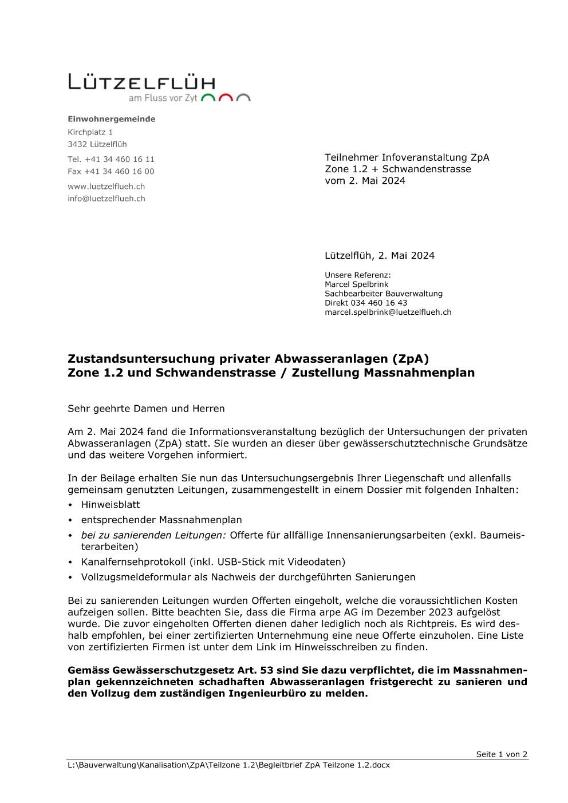 LÜTZELFLÜH
am Fluss vor Zyt
Einwohnergemeinde
Kirchplatz 1
3432 Lützelflüh
Tel. +41 34 460 16 11
Fax +41 34 460 16 00
www.luetzelflueh.ch
info@luetzelflueh.ch
Teilnehmer Infoveranstaltung ZpA
Zone 1.2 + Schwandenstrasse
vom 2. Mai 2024
Lützelflüh, 2. Mai 2024
Unsere Referenz:
Marcel Spelbrink
Sachbearbeiter Bauverwaltung
Direkt 034 460 16 43
marcel.spelbrink@luetzelflueh.ch
Zustandsuntersuchung privater Abwasseranlagen (ZpA)
Zone 1.2 und Schwandenstrasse / Zustellung Massnahmenplan
Sehr geehrte Damen und Herren
Am 2. Mai 2024 fand die Informationsveranstaltung bezüglich der Untersuchungen der privaten
Abwasseranlagen (ZpA) statt. Sie wurden an dieser über gewässerschutztechnische Grundsätze
und das weitere Vorgehen informiert.
In der Beilage erhalten Sie nun das Untersuchungsergebnis Ihrer Liegenschaft und allenfalls
gemeinsam genutzten Leitungen, zusammengestellt in einem Dossier mit folgenden Inhalten:
• Hinweisblatt
• entsprechender Massnahmenplan
• bei zu sanierenden Leitungen: Offerte für allfällige Innensanierungsarbeiten (exkl. Baumeis-
terarbeiten)
• Kanalfernsehprotokoll (inkl. USB-Stick mit Videodaten)
• Vollzugsmeldeformular als Nachweis der durchgeführten Sanierungen
Bei zu sanierenden Leitungen wurden Offerten eingeholt, welche die voraussichtlichen Kosten
aufzeigen sollen. Bitte beachten Sie, dass die Firma arpe AG im Dezember 2023 aufgelöst
wurde. Die zuvor eingeholten Offerten dienen daher lediglich noch als Richtpreis. Es wird des-
halb empfohlen, bei einer zertifizierten Unternehmung eine neue Offerte einzuholen. Eine Liste
von zertifizierten Firmen ist unter dem Link im Hinweisschreiben zu finden.
Gemäss Gewässerschutzgesetz Art. 53 sind Sie dazu verpflichtet, die im Massnahmen-
plan gekennzeichneten schadhaften Abwasseranlagen fristgerecht zu sanieren und
den Vollzug dem zuständigen Ingenieurbüro zu melden.
Seite 1 von 2
L:\Bauverwaltung\Kanalisation\ZpA\Teilzone 1.2\Begleitbrief ZpA Teilzone 1.2.docx